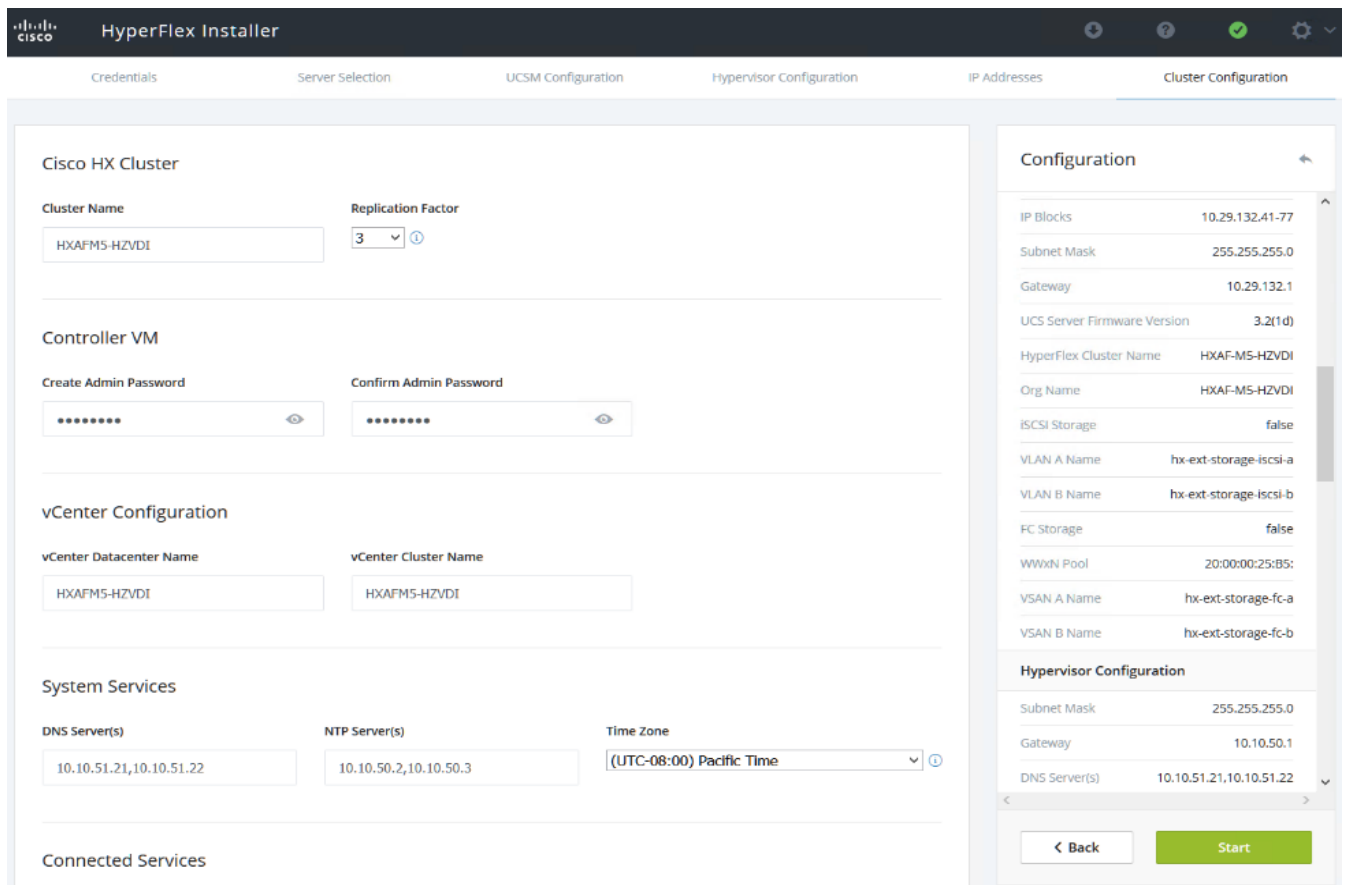 cisco HyperFlex Installer
Credentials Server Selection UCSM Configuration Hypervisor Configuration IP Addresses Cluster Configuration
Cisco HX Cluster
Cluster Name Replication Factor
HXAFM5-HZVDI 3
Controller VM
Create Admin Password Confirm Admin Password
•••••••• ••••••••
vCenter Configuration
vCenter Datacenter Name vCenter Cluster Name
HXAFM5-HZVDI HXAFM5-HZVDI
System Services
DNS Server(s) NTP Server(s) Time Zone
10.10.51.21,10.10.51.22 10.10.50.2,10.10.50.3 (UTC-08:00) Pacific Time
Connected Services
Configuration
IP Blocks 10.29.132.41-77
Subnet Mask 255.255.255.0
Gateway 10.29.132.1
UCS Server Firmware Version 3.2(1d)
HyperFlex Cluster Name HXAF-M5-HZVDI
Org Name HXAF-M5-HZVDI
iSCSI Storage false
VLAN A Name hx-ext-storage-iscsi-a
VLAN B Name hx-ext-storage-iscsi-b
FC Storage false
WWxN Pool 20:00:00:25:B5:
VSAN A Name hx-ext-storage-fc-a
VSAN B Name hx-ext-storage-fc-b
Hypervisor Configuration
Subnet Mask 255.255.255.0
Gateway 10.10.50.1
DNS Server(s) 10.10.51.21,10.10.51.22
< Back Start